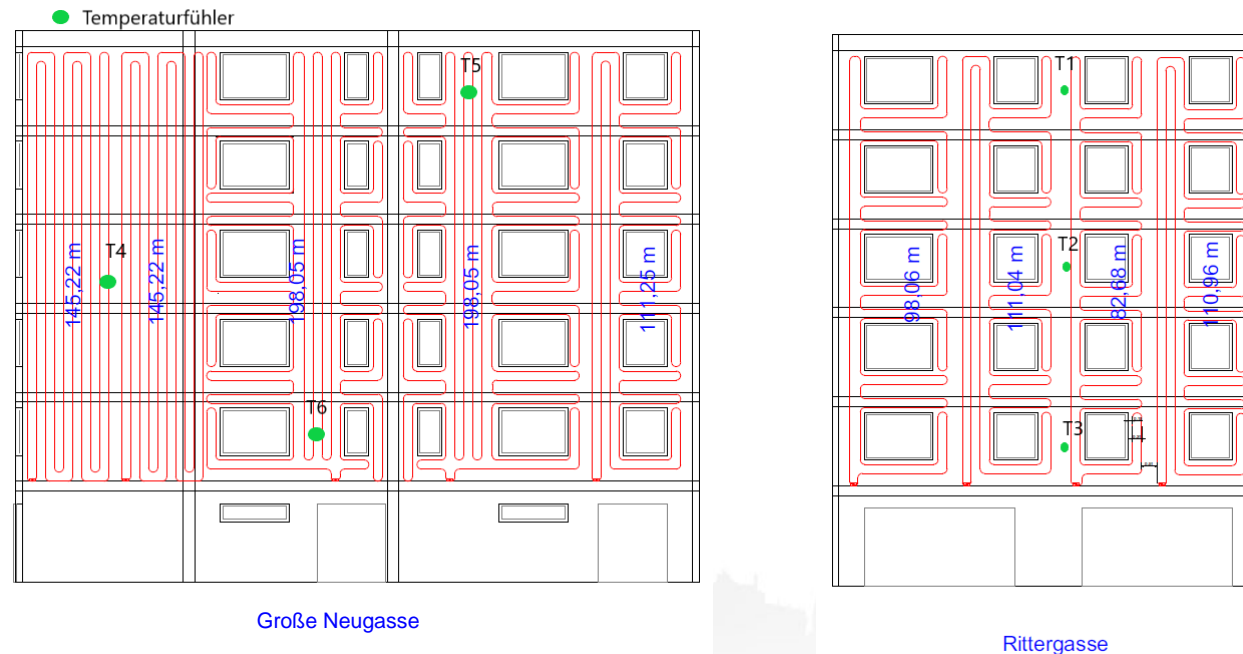 Temperaturfühler
T5
T4
T6
145,22 m
145,22 m
198,05 m
198,05 m
111,25 m
Große Neugasse
T1
T2
T3
98,06 m
111,04 m
82,68 m
110,96 m
Rittergasse